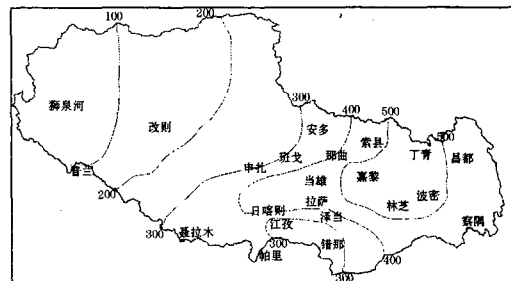 100
200
300
400
500
500
狮泉河
改则
安多
索县
丁青
昌都
那曲
班戈
申扎
普兰
200
当雄
嘉黎
林芝
波密
拉萨
日喀则
泽当
江孜
察隅
300
聂拉木
300
错那
帕里
400
300